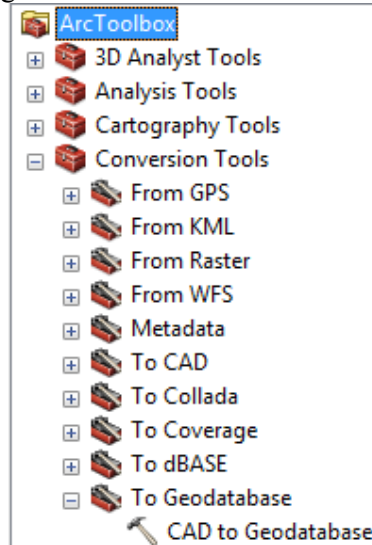 ArcToolbox
3D Analyst Tools
Analysis Tools
Cartography Tools
Conversion Tools
From GPS
From KML
From Raster
From WFS
Metadata
To CAD
To Collada
To Coverage
To dBASE
To Geodatabase
CAD to Geodatabase